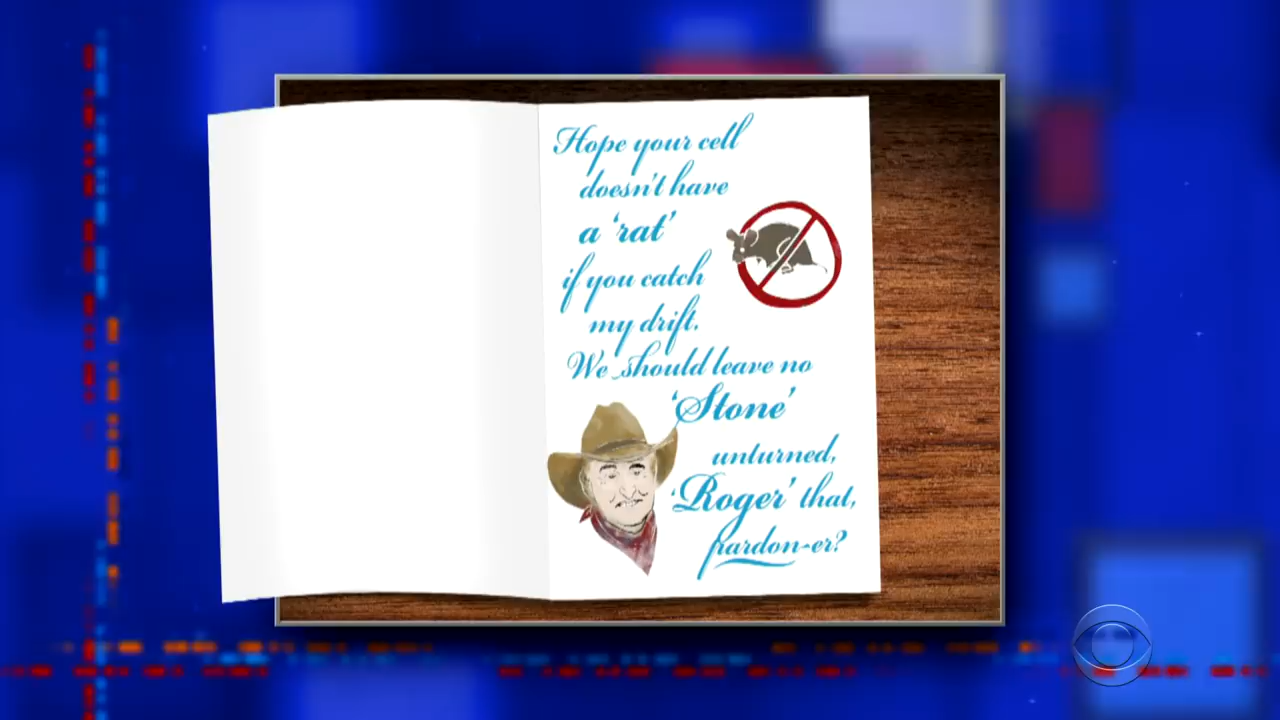 Hope your cell
doesn't have
a 'rat'
if you catch
my drift.
We should leave no
'Stone'
unturned,
'Roger' that,
pardon-er?